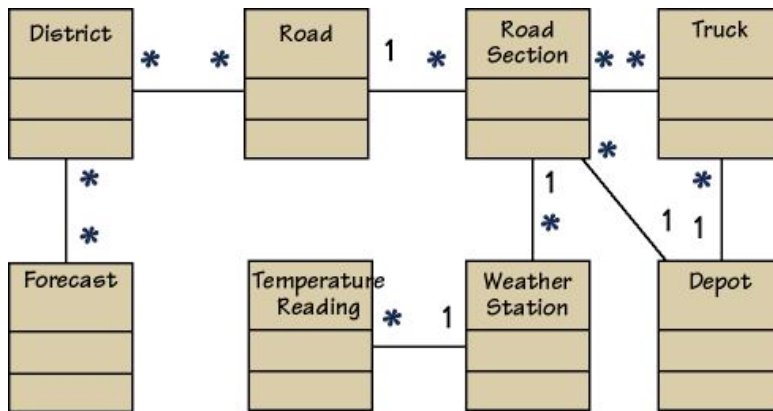 District
Road
Road
Section
Truck
* * 1 * * *
*
1
*
*
*
*
1 1
Forecast
Temperature
Reading
Weather
Station
Depot
* 1